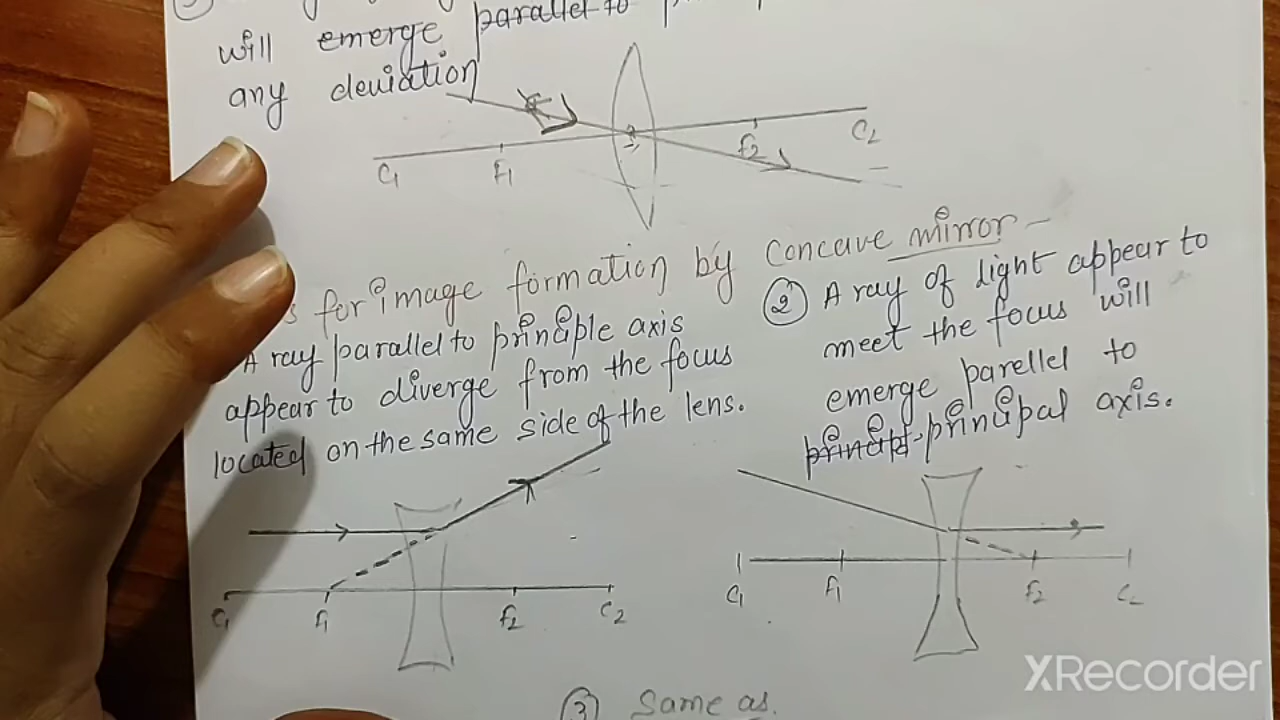 ③
will emerge parallel to
any deviation
C₁ F₁ F₂ C₂
for image formation by concave mirror -
A ray parallel to principle axis
appear to diverge from the focus
located on the same side of the lens.
② A ray of light appear to
meet the focus will
emerge parellel to
principal axis.
C₁ F₁ F₂ C₂
C₁ F₁ F₂ C₂
③ Same as.
XRecorder